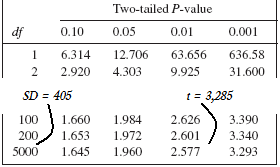 Two-tailed P-value
df 0.10 0.05 0.01 0.001
1 6.314 12.706 63.656 636.58
2 2.920 4.303 9.925 31.600
SD = 405 t = 3,285
100 1.660 1.984 2.626 3.390
200 1.653 1.972 2.601 3.340
5000 1.645 1.960 2.577 3.293